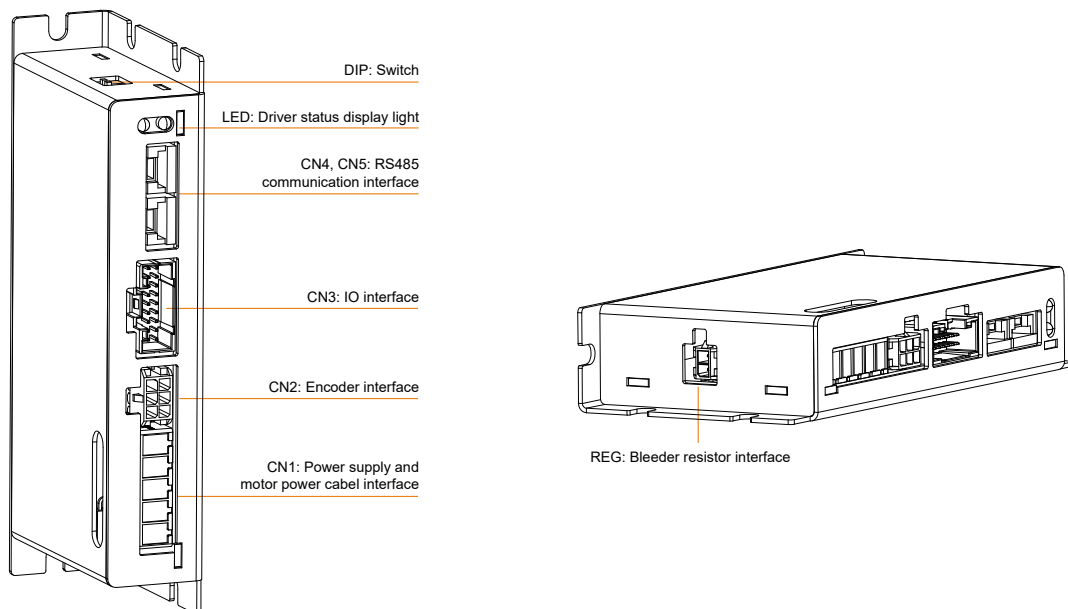 DIP: Switch
LED: Driver status display light
CN4, CN5: RS485
communication interface
CN3: IO interface
CN2: Encoder interface
CN1: Power supply and
motor power cabel interface
REG: Bleeder resistor interface